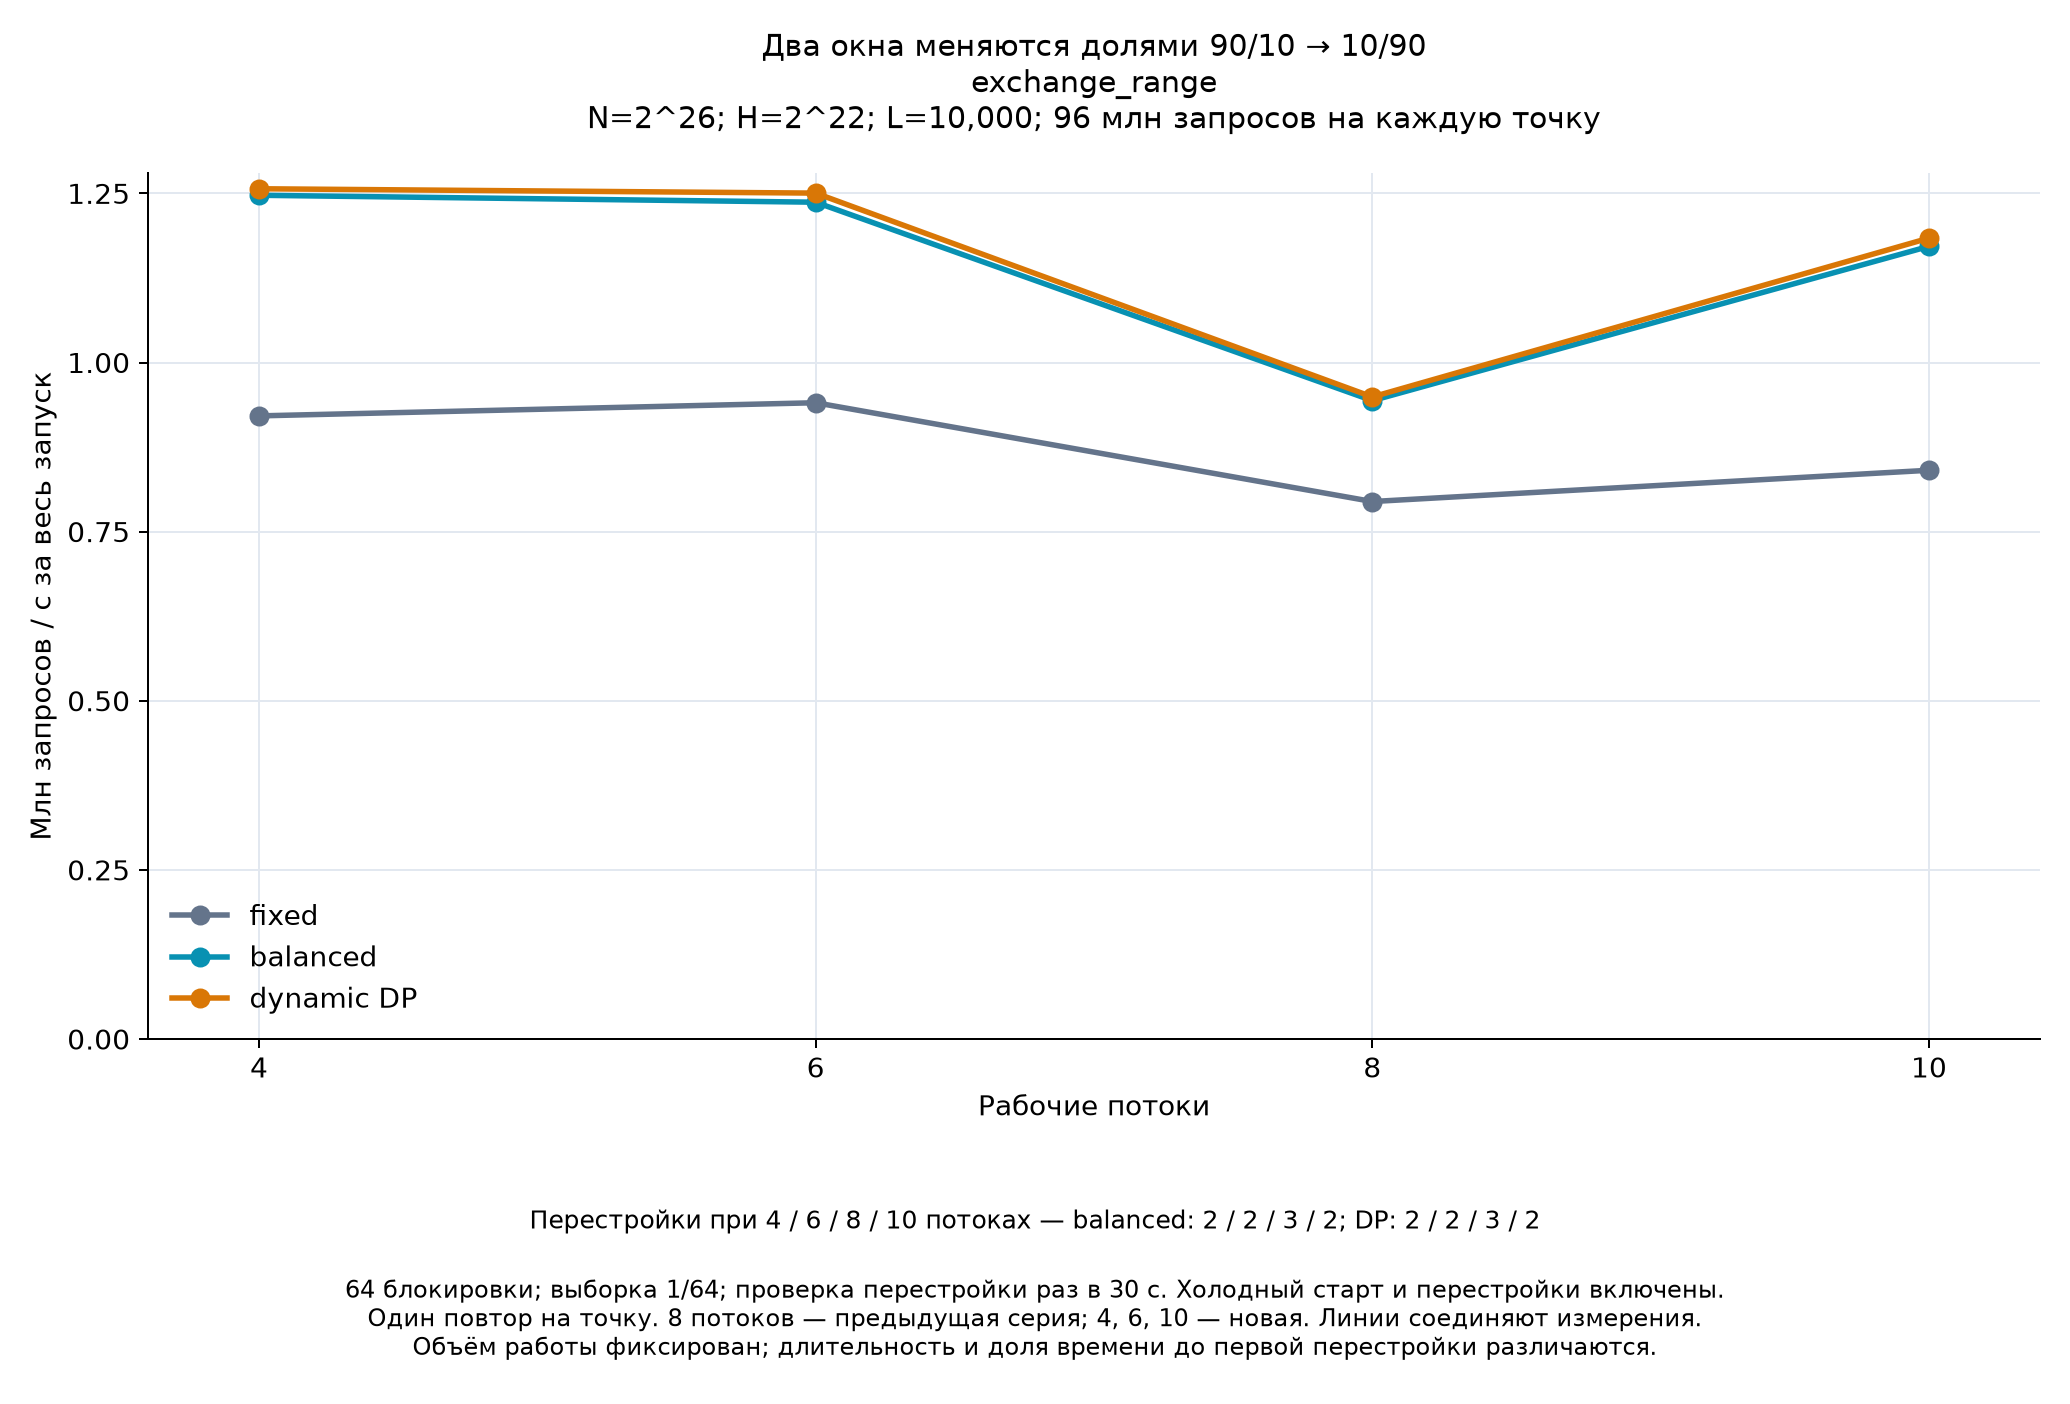 Два окна меняются долями 90/10 → 10/90
exchange_range
N=2^26; H=2^22; L=10,000; 96 млн запросов на каждую точку
Млн запросов / с за весь запуск
1.25
1.00
0.75
0.50
0.25
0.00
fixed
balanced
dynamic DP
4 6 8 10
Рабочие потоки
Перестройки при 4 / 6 / 8 / 10 потоках — balanced: 2 / 2 / 3 / 2; DP: 2 / 2 / 3 / 2
64 блокировки; выборка 1/64; проверка перестройки раз в 30 с. Холодный старт и перестройки включены.
Один повтор на точку. 8 потоков — предыдущая серия; 4, 6, 10 — новая. Линии соединяют измерения.
Объём работы фиксирован; длительность и доля времени до первой перестройки различаются.